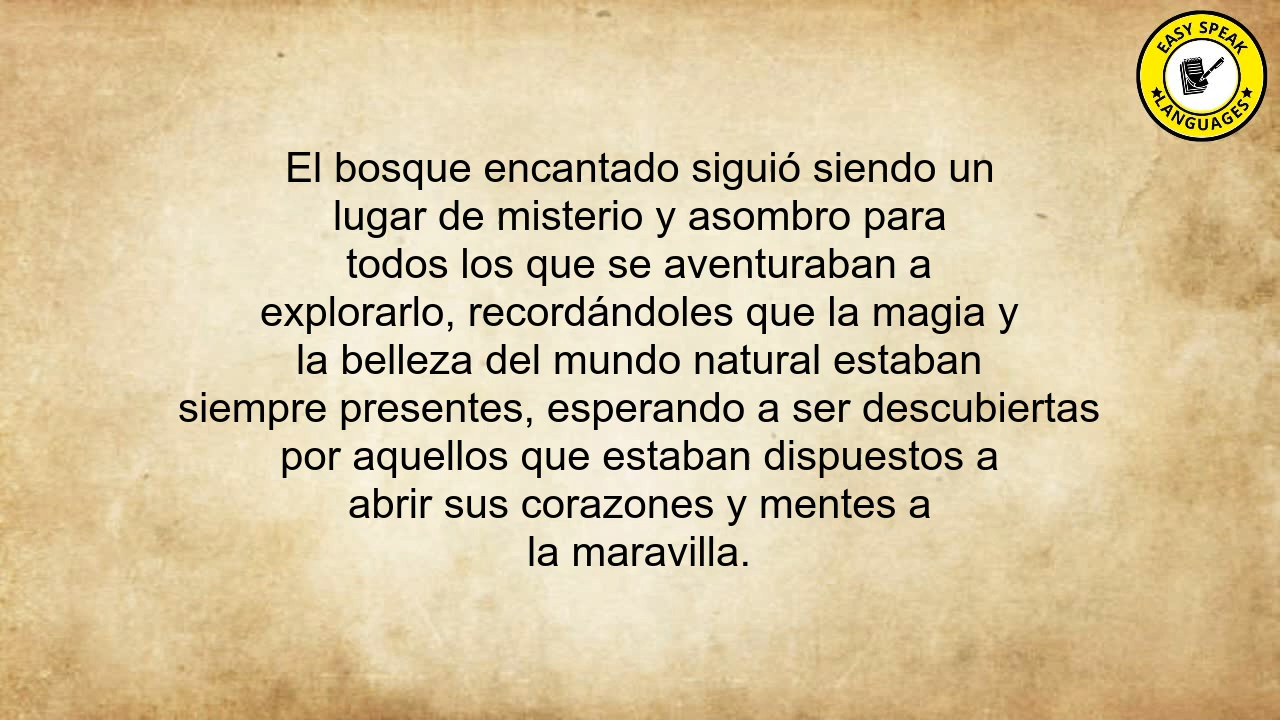 EASY SPEAK
LANGUAGES
El bosque encantado siguió siendo un
lugar de misterio y asombro para
todos los que se aventuraban a
explorarlo, recordándoles que la magia y
la belleza del mundo natural estaban
siempre presentes, esperando a ser descubiertas
por aquellos que estaban dispuestos a
abrir sus corazones y mentes a
la maravilla.